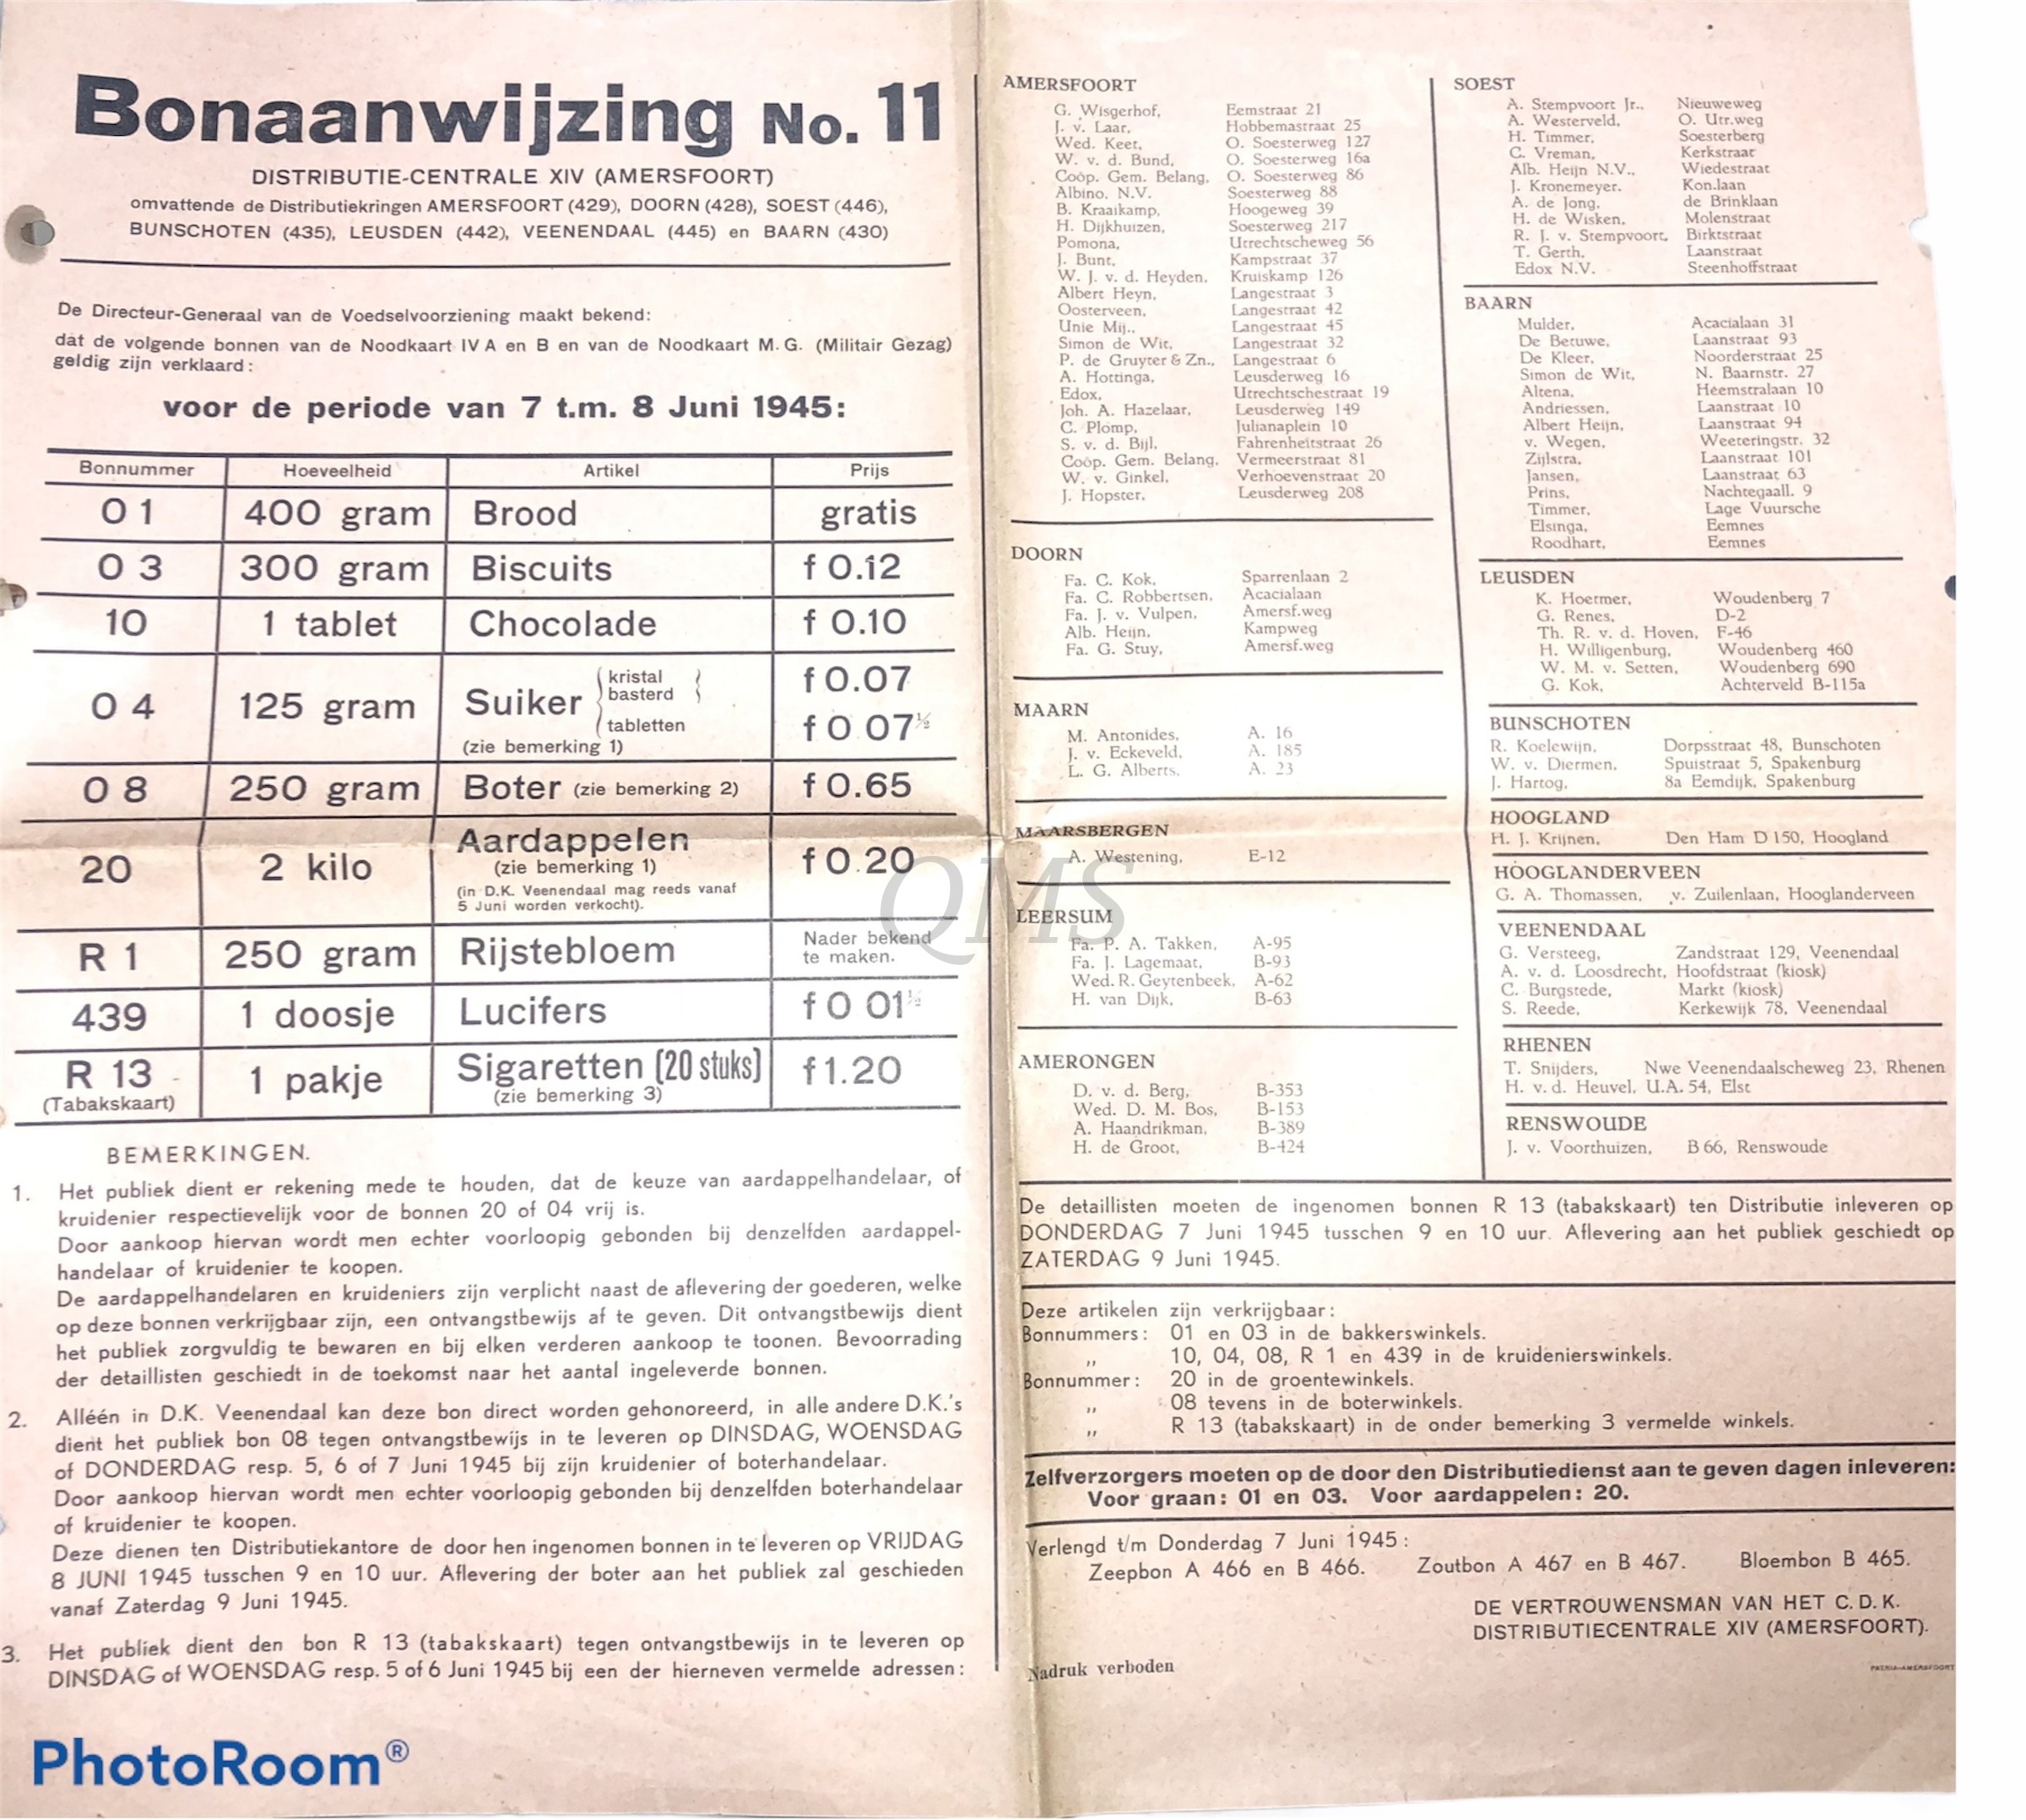 Bonaanwijzing No. 11
DISTRIBUTIE-CENTRALE XIV (AMERSFOORT)
omvattende de Distributiekringen AMERSFOORT (429), DOORN (428), SOEST (446),
BUNSCHOTEN (435), LEUSDEN (442), VEENENDAAL (445) en BAARN (430)
De Directeur-Generaal van de Voedselvoorziening maakt bekend:
dat de volgende bonnen van de Noodkaart IV A en B en van de Noodkaart M. G. (Militair Gezag)
geldig zijn verklaard:
voor de periode van 7 t.m. 8 Juni 1945:
Bonnummer Hoeveelheid Artikel Prijs
O 1 400 gram Brood gratis
O 3 300 gram Biscuits f 0.12
10 1 tablet Chocolade f 0.10
O 4 125 gram Suiker kristal basterd f 0.07
tabletten f 0 07½
(zie bemerking 1)
O 8 250 gram Boter (zie bemerking 2) f 0.65
20 2 kilo Aardappelen f 0.20
(zie bemerking 1)
(in D.K. Veenendaal mag reeds vanaf
5 Juni worden verkocht).
R 1 250 gram Rijstebloem Nader bekend
te maken.
439 1 doosje Lucifers f 0 01½
R 13 1 pakje Sigaretten (20 stuks) f 1.20
(Tabakskaart) (zie bemerking 3)
BEMERKINGEN.
1. Het publiek dient er rekening mede te houden, dat de keuze van aardappelhandelaar, of
kruidenier respectievelijk voor de bonnen 20 of 04 vrij is.
Door aankoop hiervan wordt men echter voorloopig gebonden bij denzelfden aardappel-
handelaar of kruidenier te koopen.
De aardappelhandelaren en kruideniers zijn verplicht naast de aflevering der goederen, welke
op deze bonnen verkrijgbaar zijn, een ontvangstbewijs af te geven. Dit ontvangstbewijs dient
het publiek zorgvuldig te bewaren en bij elken verderen aankoop te toonen. Bevoorrading
der detaillisten geschiedt in de toekomst naar het aantal ingeleverde bonnen.
2. Alléén in D.K. Veenendaal kan deze bon direct worden gehonoreerd, in alle andere D.K.'s
dient het publiek bon 08 tegen ontvangstbewijs in te leveren op DINSDAG, WOENSDAG
of DONDERDAG resp. 5, 6 of 7 Juni 1945 bij zijn kruidenier of boterhandelaar.
Door aankoop hiervan wordt men echter voorloopig gebonden bij denzelfden boterhandelaar
of kruidenier te koopen.
Deze dienen ten Distributiekantore de door hen ingenomen bonnen in te leveren op VRIJDAG
8 JUNI 1945 tusschen 9 en 10 uur. Aflevering der boter aan het publiek zal geschieden
vanaf Zaterdag 9 Juni 1945.
3. Het publiek dient den bon R 13 (tabakskaart) tegen ontvangstbewijs in te leveren op
DINSDAG of WOENSDAG resp. 5 of 6 Juni 1945 bij een der hierneven vermelde adressen:
AMERSFOORT
G. Wisgerhof, Eemstraat 21
J. v. Laar, Hobbemastraat 25
Wed. Keet, O. Soesterweg 127
W. v. d. Bund, O. Soesterweg 16a
Coöp. Gem. Belang, O. Soesterweg 86
Albino. N.V. Soesterweg 88
B. Kraaikamp, Hoogeweg 39
H. Dijkhuizen, Soesterweg 217
Pomona, Utrechtscheweg 56
J. Bunt, Kampstraat 37
W. J. v. d. Heyden, Kruiskamp 126
Albert Heyn, Langestraat 3
Oosterveen, Langestraat 42
Unie Mij., Langestraat 45
Simon de Wit, Langestraat 32
P. de Gruyter & Zn., Langestraat 6
A. Hottinga, Leusderweg 16
Edox, Utrechtschestraat 19
Joh. A. Hazelaar, Leusderweg 149
C. Plomp, Julianaplein 10
S. v. d. Bijl, Fahrenheitstraat 26
Coöp. Gem. Belang, Vermeerstraat 81
W. v. Ginkel, Verhoevenstraat 20
J. Hopster, Leusderweg 208
DOORN
Fa. C. Kok, Sparrenlaan 2
Fa. C. Robbertsen, Acacialaan
Fa. J. v. Vulpen, Amersf.weg
Alb. Heijn, Kampweg
Fa. G. Stuy, Amersf.weg
MAARN
M. Antonides, A. 16
J. v. Eckeveld, A. 185
L. G. Alberts, A. 23
MAARSBERGEN
A. Westening, E-12
LEERSUM
Fa. P. A. Takken, A-95
Fa. J. Lagemaat, B-93
Wed. R. Geytenbeek, A-62
H. van Dijk, B-63
AMERONGEN
D. v. d. Berg, B-353
Wed. D. M. Bos, B-153
A. Haandrikman, B-389
H. de Groot, B-424
SOEST
A. Stempvoort Jr., Nieuweweg
A. Westerveld, O. Utr.weg
H. Timmer, Soesterberg
C. Vreman, Kerkstraat
Alb. Heijn N.V., Wiedestraat
J. Kronemeyer. Kon.laan
A. de Jong, de Brinklaan
H. de Wisken, Molenstraat
R. J. v. Stempvoort, Birktstraat
T. Gerth, Laanstraat
Edox N.V. Steenhoffstraat
BAARN
Mulder, Acacialaan 31
De Betuwe, Laanstraat 93
De Kleer, Noorderstraat 25
Simon de Wit, N. Baarnstr. 27
Altena, Heemstralaan 10
Andriessen, Laanstraat 10
Albert Heijn, Laanstraat 94
v. Wegen, Weeteringstr. 32
Zijlstra, Laanstraat 101
Jansen, Laanstraat 63
Prins, Nachtegaall. 9
Timmer, Lage Vuursche
Elsinga, Eemnes
Roodhart, Eemnes
LEUSDEN
K. Hoetmer, Woudenberg 7
G. Renes, D-2
Th. R. v. d. Hoven, F-46
H. Willigenburg, Woudenberg 460
W. M. v. Setten, Woudenberg 690
G. Kok, Achterveld B-115a
BUNSCHOTEN
R. Koelewijn, Dorpsstraat 48, Bunschoten
W. v. Diermen, Spuistraat 5, Spakenburg
J. Hartog, 8a Eemdijk, Spakenburg
HOOGLAND
H. J. Krijnen, Den Ham D 150, Hoogland
HOOGLANDERVEEN
G. A. Thomassen, v. Zuilenlaan, Hooglanderveen
VEENENDAAL
G. Versteeg, Zandstraat 129, Veenendaal
A. v. d. Loosdrecht, Hoofdstraat (kiosk)
C. Burgstede, Markt (kiosk)
S. Reede, Kerkewijk 78, Veenendaal
RHENEN
T. Snijders, Nwe Veenendaalscheweg 23, Rhenen
H. v. d. Heuvel, U.A. 54, Elst
RENSWOUDE
J. v. Voorthuizen, B 66, Renswoude
De detaillisten moeten de ingenomen bonnen R 13 (tabakskaart) ten Distributie inleveren op
DONDERDAG 7 Juni 1945 tusschen 9 en 10 uur. Aflevering aan het publiek geschiedt op
ZATERDAG 9 Juni 1945.
Deze artikelen zijn verkrijgbaar:
Bonnummers: 01 en 03 in de bakkerswinkels.
,, 10, 04, 08, R 1 en 439 in de kruidenierswinkels.
Bonnummer: 20 in de groentewinkels.
,, 08 tevens in de boterwinkels.
,, R 13 (tabakskaart) in de onder bemerking 3 vermelde winkels.
Zelfverzorgers moeten op de door den Distributiedienst aan te geven dagen inleveren:
Voor graan: 01 en 03. Voor aardappelen: 20.
Verlengd t/m Donderdag 7 Juni 1945:
Zeepbon A 466 en B 466. Zoutbon A 467 en B 467. Bloembon B 465.
DE VERTROUWENSMAN VAN HET C. D. K.
DISTRIBUTIECENTRALE XIV (AMERSFOORT).
Nadruk verboden
PATRIA-AMERSFOORT
QMS
PhotoRoom®